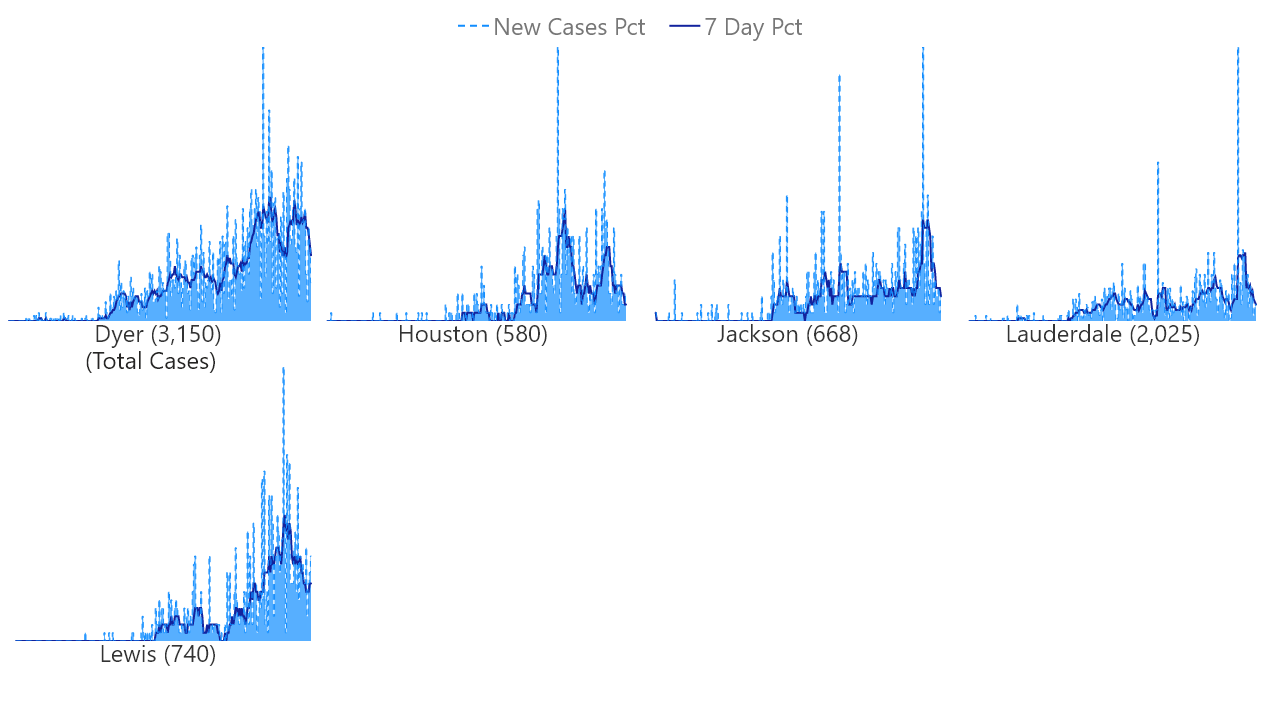 New Cases Pct 7 Day Pct
Dyer (3,150)
(Total Cases)
Houston (580)
Jackson (668)
Lauderdale (2,025)
Lewis (740)